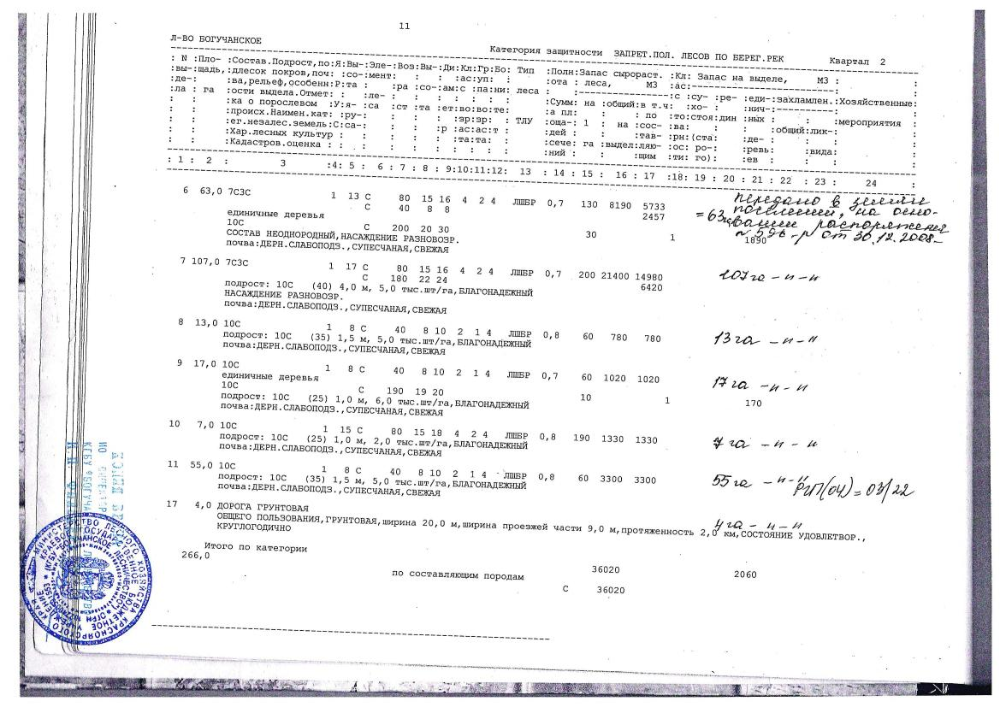 11
Л-ВО БОГУЧАНСКОЕ Категория защитности ЗАПРЕТ.ПОЛ. ЛЕСОВ ПО БЕРЕГ.РЕК Квартал 2
: N :Пло- :Состав.Подрост,по:Я:Вы-:Эле-:Воз:Вы-:Ди:Кл:Гр:Бо: Тип :Полн:Запас сырораст. :Кл: Запас на выделе, М3 : :
:вы-:щадь,:длесок покров,поч: :со-:мент: : : :ас:уп: : :ота : леса, М3 :ас:--------------------: :
:де-: : ва,рельеф,особенн:Р:та : :ра :со-:ам:с :па:ни: леса : :----------------:с :су- :ре- :еди-:захламлен.:Хозяйственные:
:ла : га :ости выдела.Отмет: : :ле- : : : : : : : :Сумм: на :общий:в т.ч: :хо- : :нич-:----------: :
: : :ка о порослевом :У:я- :са :ст :та :ет:во:во:те: :а пл: : : по :то:стоя:дин :ных : : :мероприятия :
: : :происх.Наимен.кат: :ру-: : : : :зр:зр: : ТЛУ :оща-: 1 : на :сос- :ва: : : :общий:лик-: :
: : :ег.незалес.земель:С:са-: : : :р :ас:ас:т : :дей : : :тав- :рн:(ста: :де- : : : :
: : :Хар.лесных культур : : : : : : :та:та: : :сече: га :выдел:ляю- :ос: ро-: :ревь: :вида: :
: : :Кадастров.оценка : : : : : : : : : : : :ний : : :щим :ти: го): :ев : : : :
: 1 : 2 : 3 :4: 5 : 6 : 7 : 8 : 9:10:11:12: 13 : 14 : 15 : 16 : 17 :18: 19 : 20 : 21 : 22 : 23 : 24 :
6 63,0 7С3С 1 13 С 80 15 16 4 2 4 ЛШБР 0,7 130 8190 5733
С 40 8 8 2457
единичные деревья
10С С 200 20 30 30 1 1890
СОСТАВ НЕОДНОРОДНЫЙ,НАСАЖДЕНИЕ РАЗНОВОЗР.
почва:ДЕРН.СЛАБОПОДЗ.,СУПЕСЧАНАЯ,СВЕЖАЯ
передано в земли
= 63га поселений, на осно-
вании распоряжения
№ 596-р от 30.12.2008
7 107,0 7С3С 1 17 С 80 15 16 4 2 4 ЛШБР 0,7 200 21400 14980 107 га - " - "
С 180 22 24 6420
подрост: 10С (40) 4,0 м, 5,0 тыс.шт/га,БЛАГОНАДЕЖНЫЙ
НАСАЖДЕНИЕ РАЗНОВОЗР.
почва:ДЕРН.СЛАБОПОДЗ.,СУПЕСЧАНАЯ,СВЕЖАЯ
8 13,0 10С 1 8 С 40 8 10 2 1 4 ЛШБР 0,8 60 780 780 13 га - " - "
подрост: 10С (35) 1,5 м, 5,0 тыс.шт/га,БЛАГОНАДЕЖНЫЙ
почва:ДЕРН.СЛАБОПОДЗ.,СУПЕСЧАНАЯ,СВЕЖАЯ
9 17,0 10С 1 8 С 40 8 10 2 1 4 ЛШБР 0,7 60 1020 1020 17 га - " - "
единичные деревья
10С С 190 19 20 10 1 170
подрост: 10С (25) 1,0 м, 6,0 тыс.шт/га,БЛАГОНАДЕЖНЫЙ
почва:ДЕРН.СЛАБОПОДЗ.,СУПЕСЧАНАЯ,СВЕЖАЯ
10 7,0 10С 1 15 С 80 15 18 4 2 4 ЛШБР 0,8 190 1330 1330 7 га - " - "
подрост: 10С (25) 1,0 м, 2,0 тыс.шт/га,БЛАГОНАДЕЖНЫЙ
почва:ДЕРН.СЛАБОПОДЗ.,СУПЕСЧАНАЯ,СВЕЖАЯ
11 55,0 10С 1 8 С 40 8 10 2 1 4 ЛШБР 0,8 60 3300 3300 55 га - " - "
подрост: 10С (35) 1,5 м, 5,0 тыс.шт/га,БЛАГОНАДЕЖНЫЙ РИП(04) = 03/22
почва:ДЕРН.СЛАБОПОДЗ.,СУПЕСЧАНАЯ,СВЕЖАЯ
17 4,0 ДОРОГА ГРУНТОВАЯ 4 га - " - "
ОБЩЕГО ПОЛЬЗОВАНИЯ,ГРУНТОВАЯ,ширина 20,0 м,ширина проезжей части 9,0 м,протяженность 2,0 км,СОСТОЯНИЕ УДОВЛЕТВОР.,
КРУГЛОГОДИЧНО
Итого по категории
266,0 36020 2060
по составляющим породам
С 36020